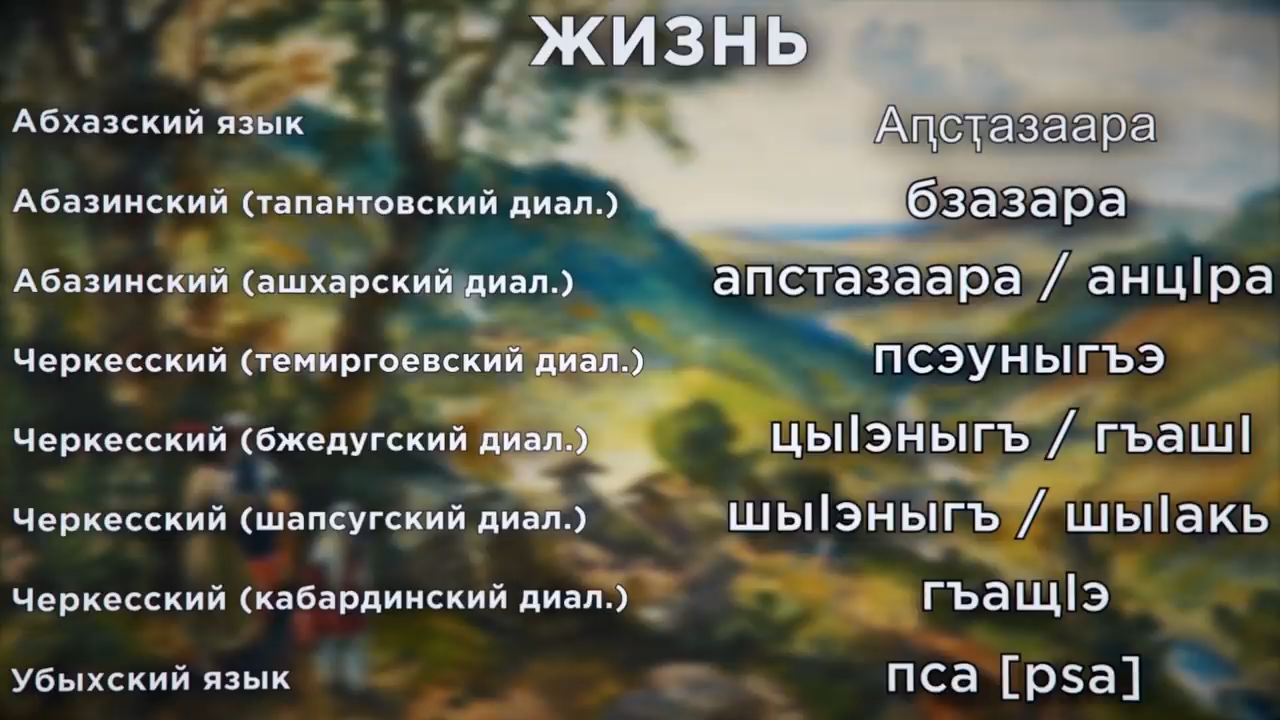 ЖИЗНЬ
Абхазский язык Аԥсҭазаара
Абазинский (тапантовский диал.) бзазара
Абазинский (ашхарский диал.) апстазаара / анцӀра
Черкесский (темиргоевский диал.) псэуныгъэ
Черкесский (бжедугский диал.) цыӀэныгъ / гъашӀ
Черкесский (шапсугский диал.) шыӀэныгъ / шыӀакь
Черкесский (кабардинский диал.) гъащӀэ
Убыхский язык пса [psa]